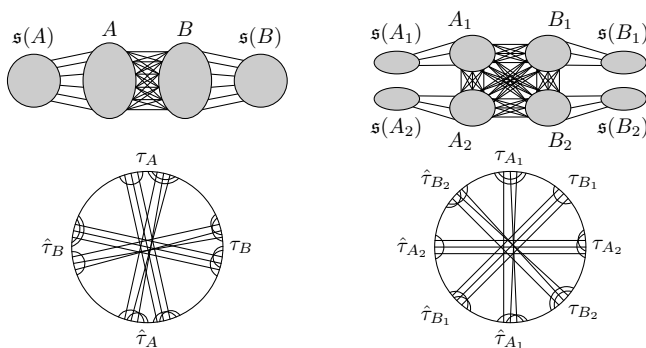 𝔰(A) A B 𝔰(B)
𝔰(A₁) A₁ B₁ 𝔰(B₁)
𝔰(A₂) A₂ B₂ 𝔰(B₂)
τ_A
τ̂_B τ_B
τ̂_A
τ_{A₁}
τ̂_{B₂} τ_{B₁}
τ̂_{A₂} τ_{A₂}
τ̂_{B₁} τ_{B₂}
τ̂_{A₁}